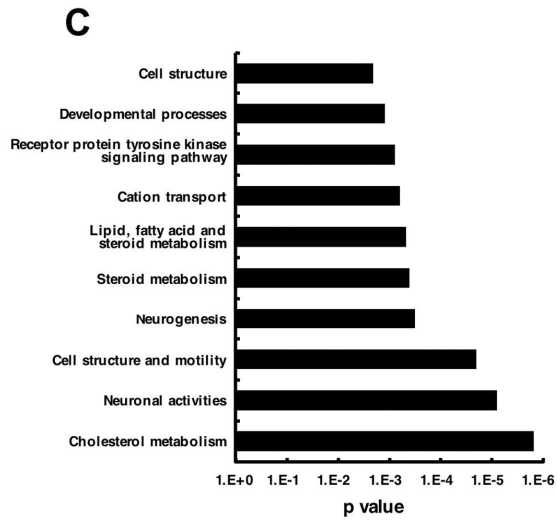 C
Cell structure
Developmental processes
Receptor protein tyrosine kinase
signaling pathway
Cation transport
Lipid, fatty acid and
steroid metabolism
Steroid metabolism
Neurogenesis
Cell structure and motility
Neuronal activities
Cholesterol metabolism
1.E+0 1.E-1 1.E-2 1.E-3 1.E-4 1.E-5 1.E-6
p value